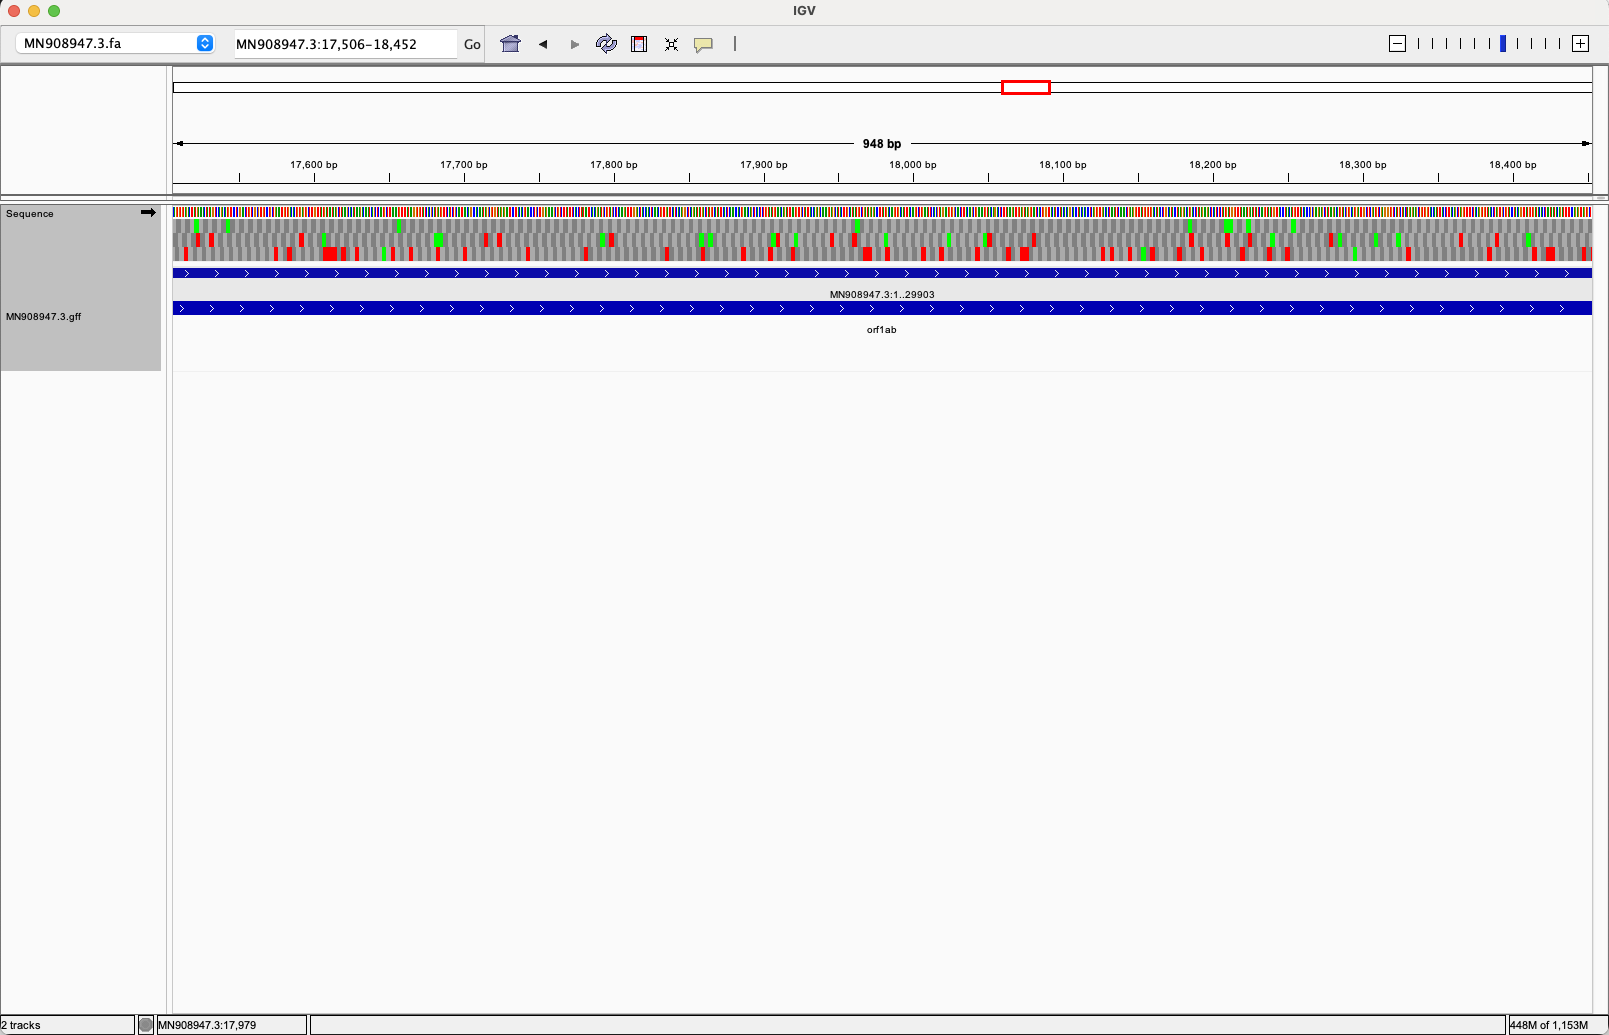 IGV
MN908947.3.fa
MN908947.3:17,506-18,452
Go
948 bp
17,600 bp 17,700 bp 17,800 bp 17,900 bp 18,000 bp 18,100 bp 18,200 bp 18,300 bp 18,400 bp
Sequence
MN908947.3:1..29903
MN908947.3.gff
orf1ab
2 tracks
MN908947.3:17,979
448M of 1,153M